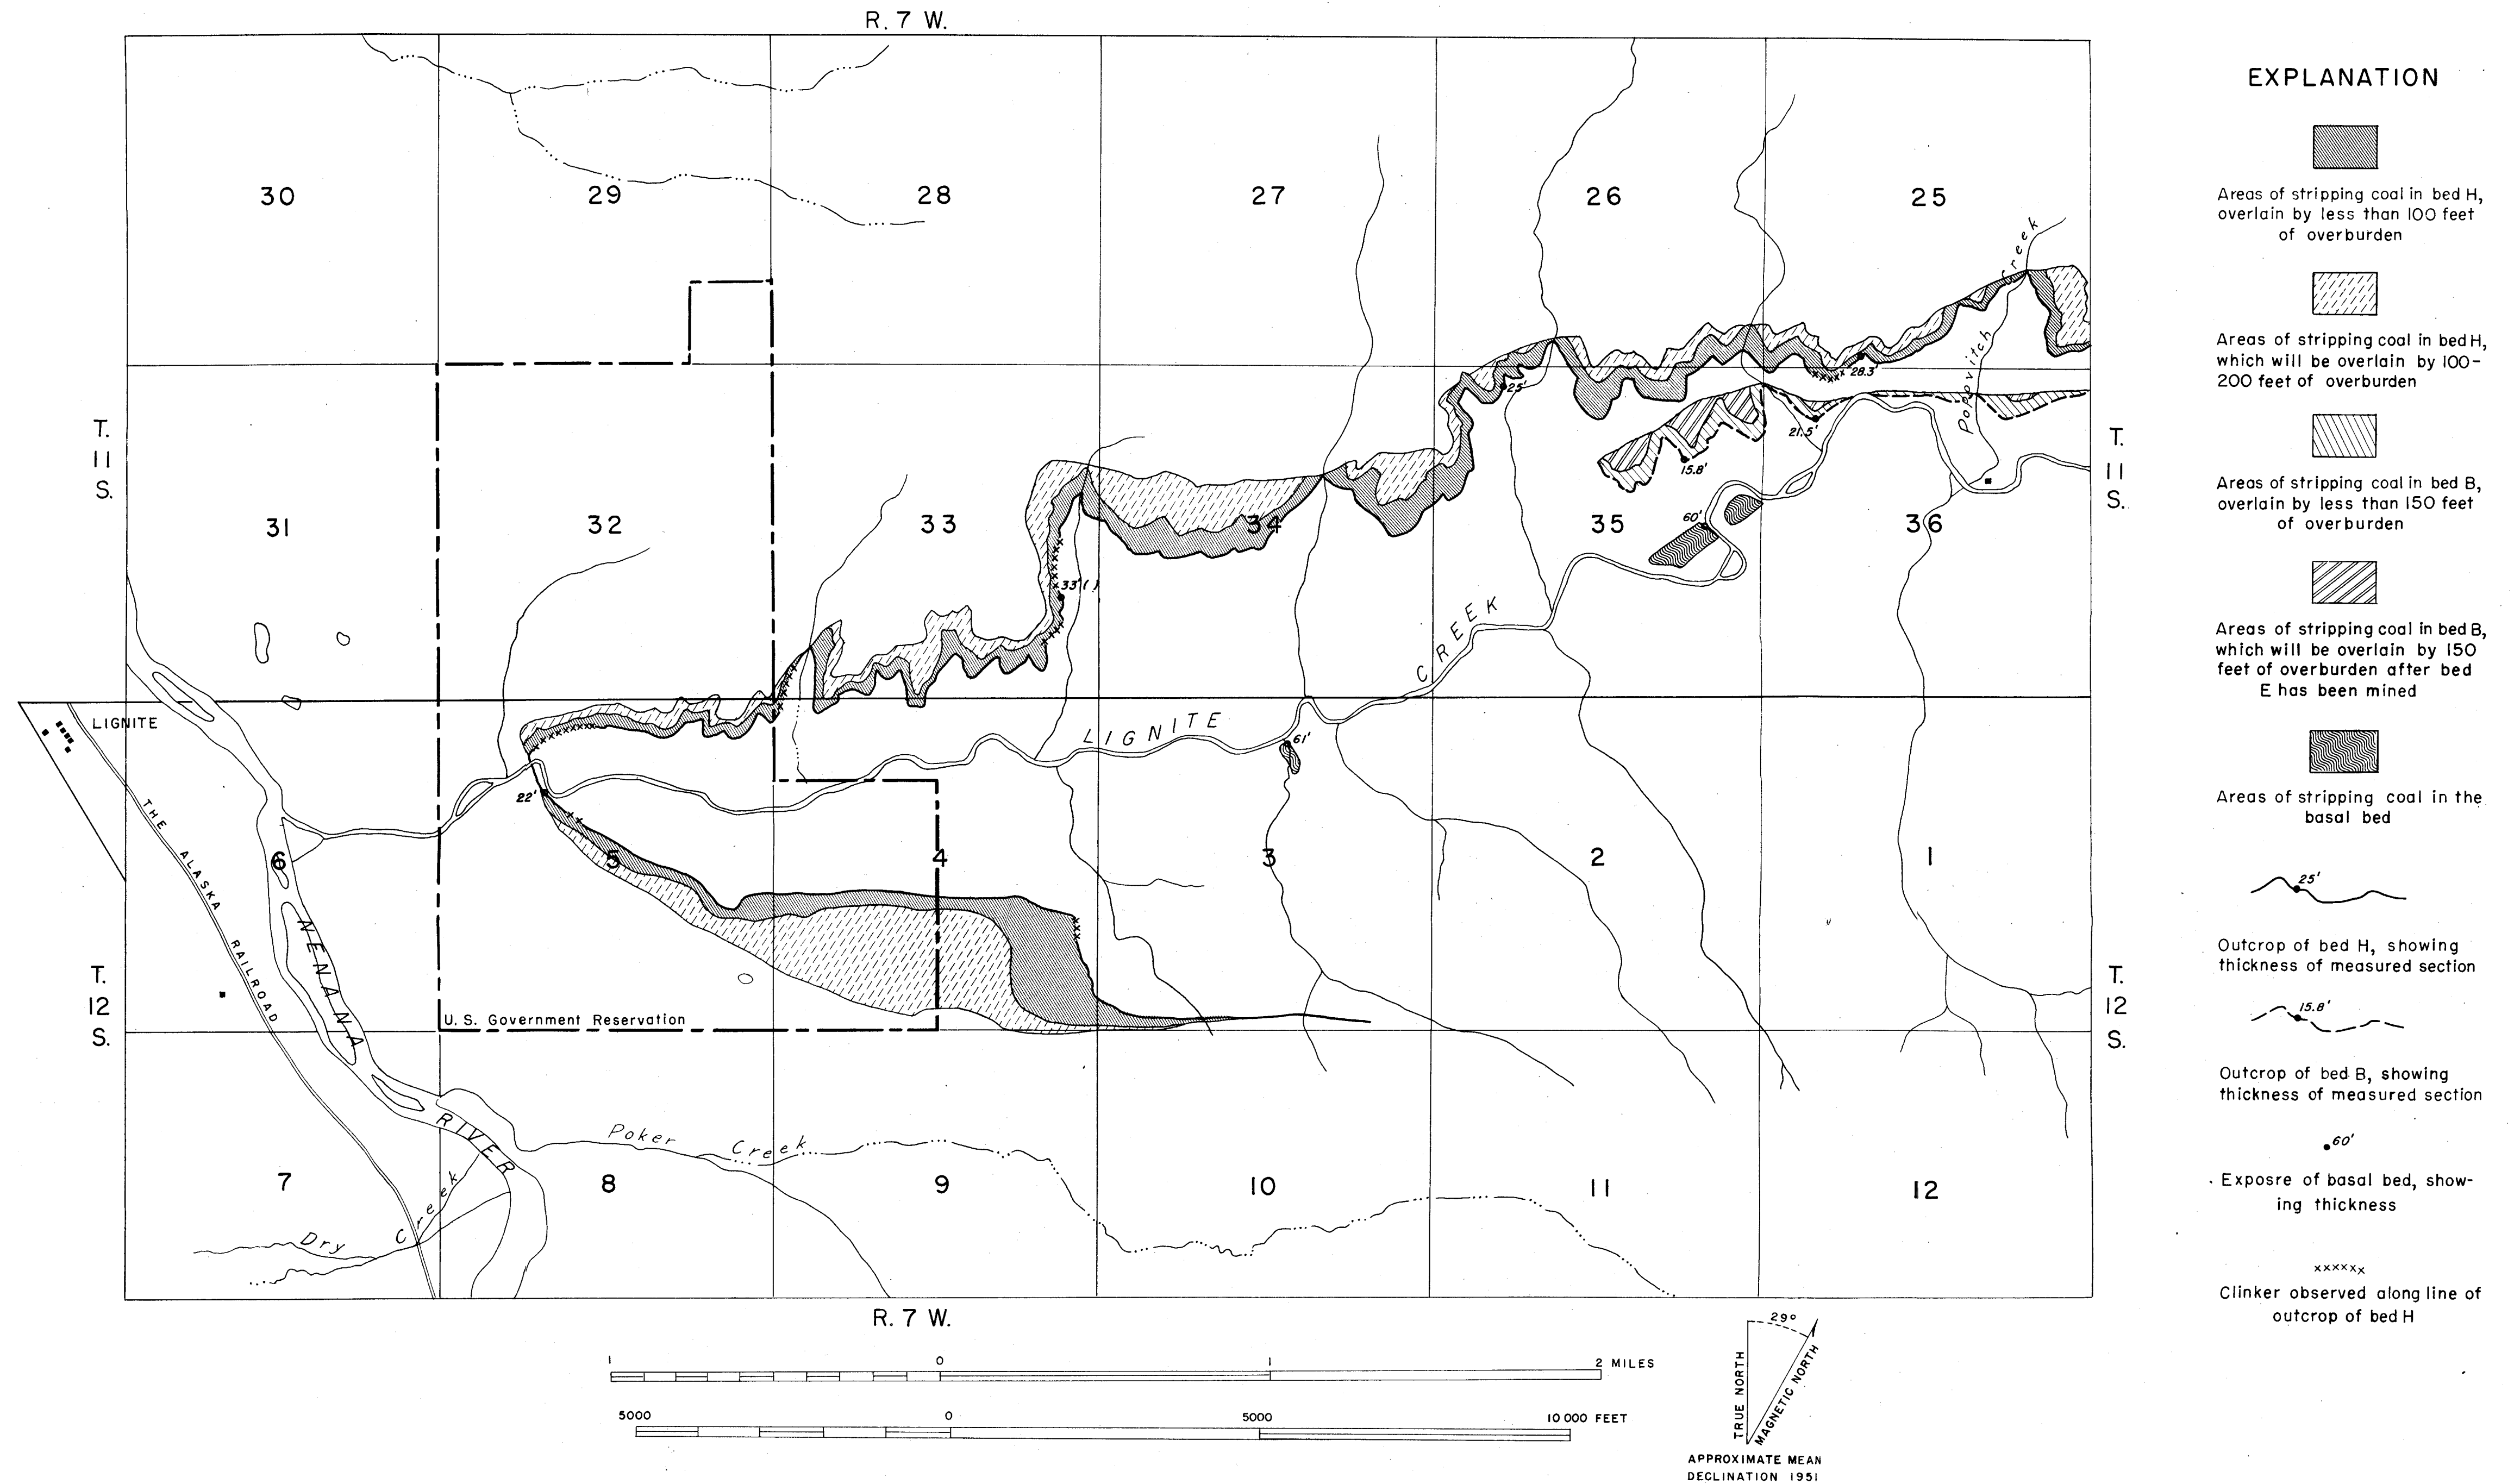 R. 7 W.
30
29
28
27
26
25
Creek
Popovitch
T.
11
S.
T.
11
S.
31
32
33
34
35
36
25'
28.3'
21.5'
15.8'
60'
33'( )
LIGNITE
LIGNITE CREEK
61'
22'
6
5
4
3
2
1
THE ALASKA RAILROAD
NENANA RIVER
T.
12
S.
T.
12
S.
U. S. Government Reservation
Poker Creek
Dry Creek
7
8
9
10
11
12
R. 7 W.
1 0 1 2 MILES
5000 0 5000 10 000 FEET
29°
TRUE NORTH
MAGNETIC NORTH
APPROXIMATE MEAN
DECLINATION 1951
EXPLANATION
Areas of stripping coal in bed H,
overlain by less than 100 feet
of overburden
Areas of stripping coal in bed H,
which will be overlain by 100-
200 feet of overburden
Areas of stripping coal in bed B,
overlain by less than 150 feet
of overburden
Areas of stripping coal in bed B,
which will be overlain by 150
feet of overburden after bed
E has been mined
Areas of stripping coal in the
basal bed
25'
Outcrop of bed H, showing
thickness of measured section
15.8'
Outcrop of bed B, showing
thickness of measured section
60'
Exposre of basal bed, show-
ing thickness
xxxxxx
Clinker observed along line of
outcrop of bed H